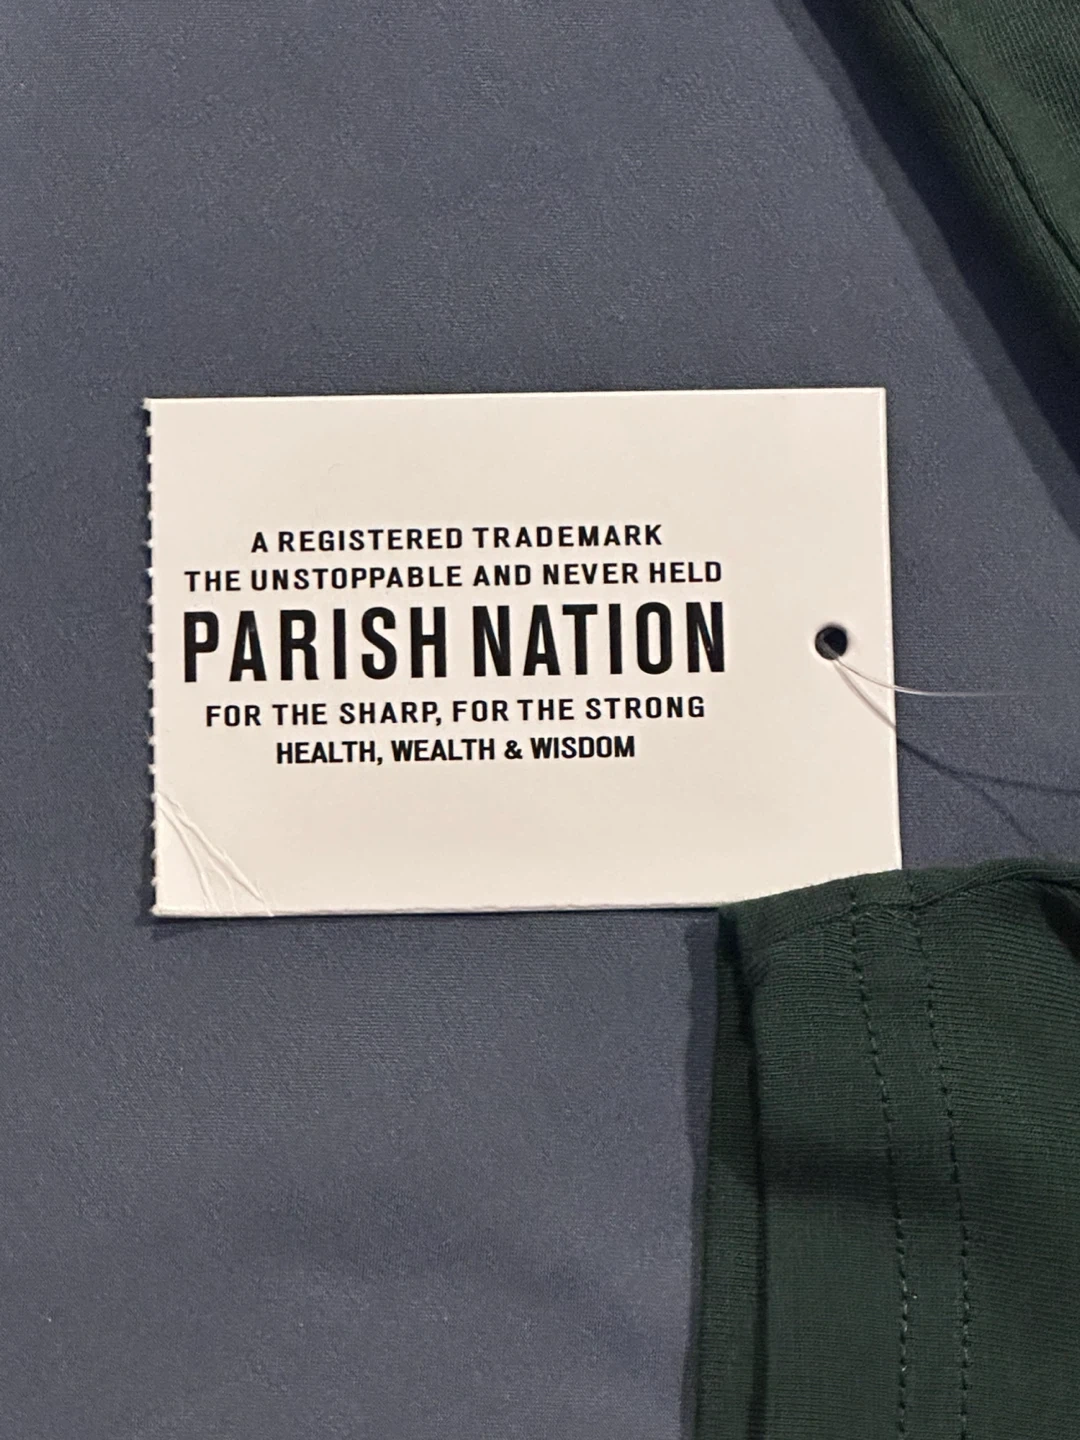 A REGISTERED TRADEMARK
THE UNSTOPPABLE AND NEVER HELD
PARISH NATION
FOR THE SHARP, FOR THE STRONG
HEALTH, WEALTH & WISDOM